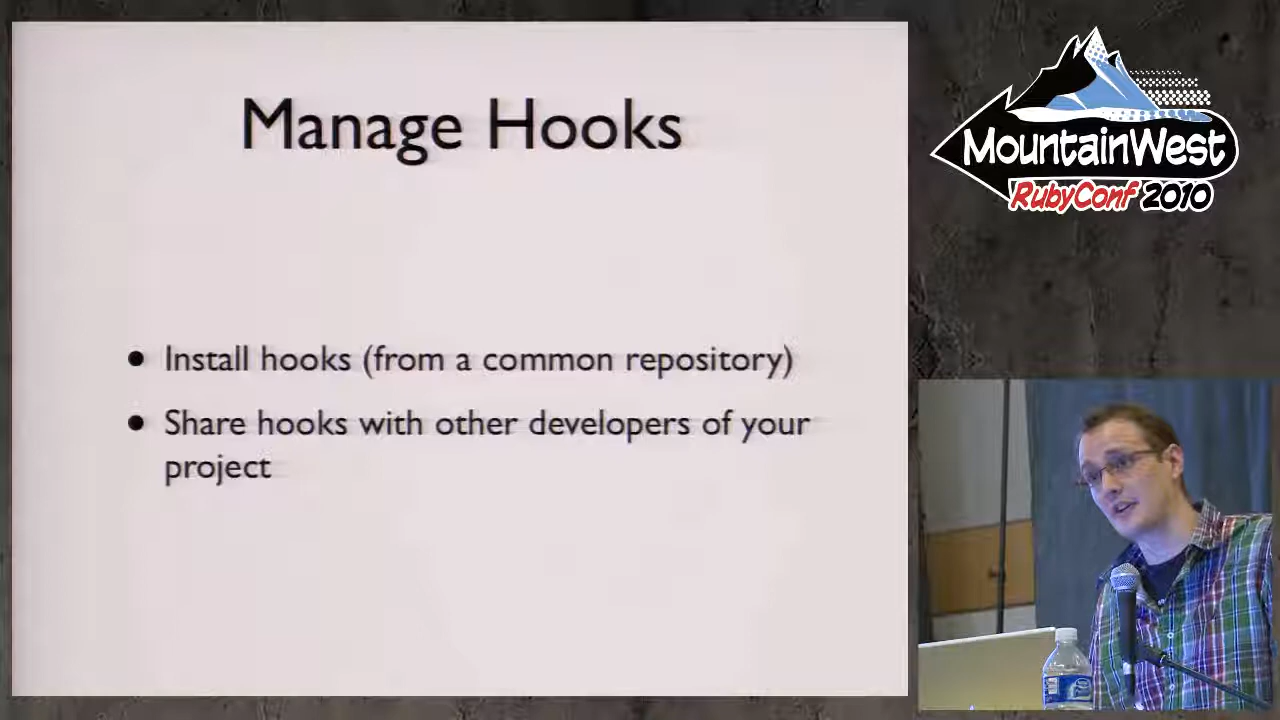 Manage Hooks
• Install hooks (from a common repository)
• Share hooks with other developers of your
project
MountainWest
RubyConf 2010